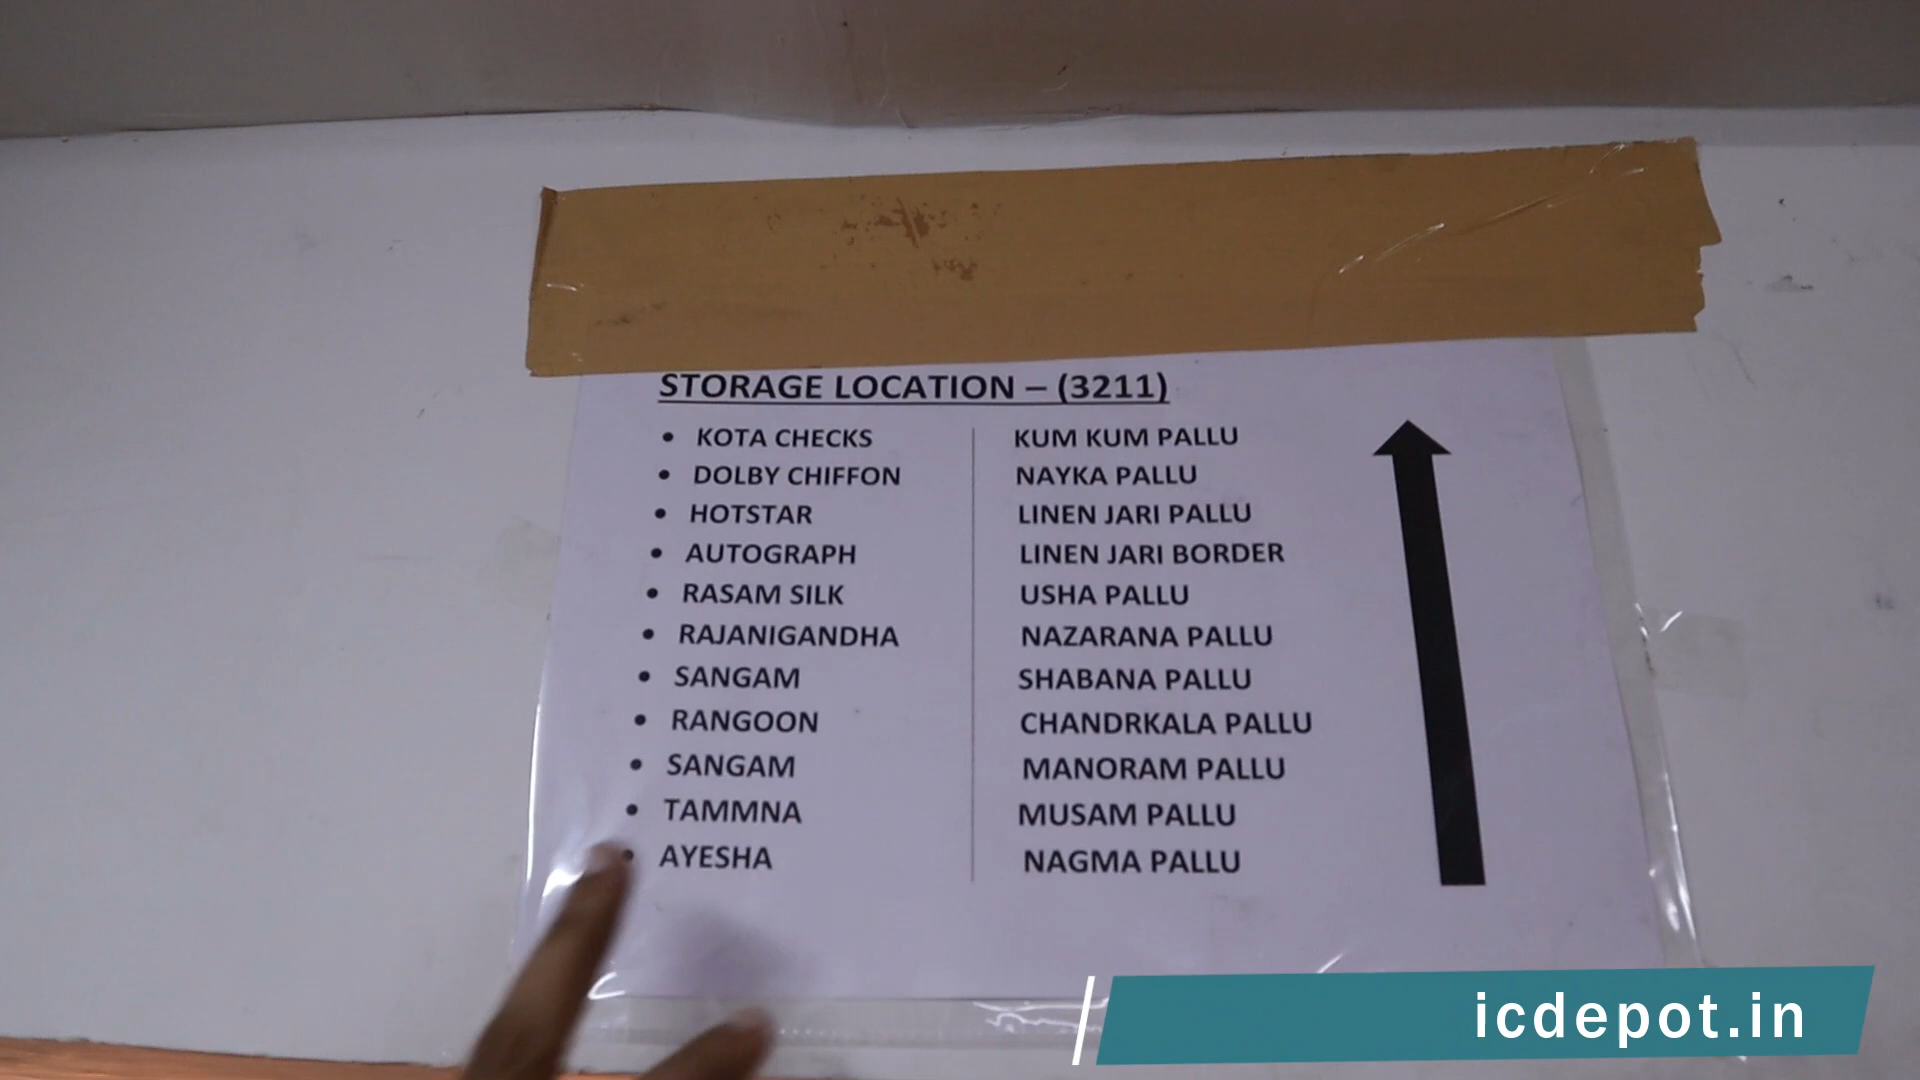 STORAGE LOCATION – (3211)
• KOTA CHECKS
• DOLBY CHIFFON
• HOTSTAR
• AUTOGRAPH
• RASAM SILK
• RAJANIGANDHA
• SANGAM
• RANGOON
• SANGAM
• TAMMNA
• AYESHA
KUM KUM PALLU
NAYKA PALLU
LINEN JARI PALLU
LINEN JARI BORDER
USHA PALLU
NAZARANA PALLU
SHABANA PALLU
CHANDRKALA PALLU
MANORAM PALLU
MUSAM PALLU
NAGMA PALLU
icdepot.in